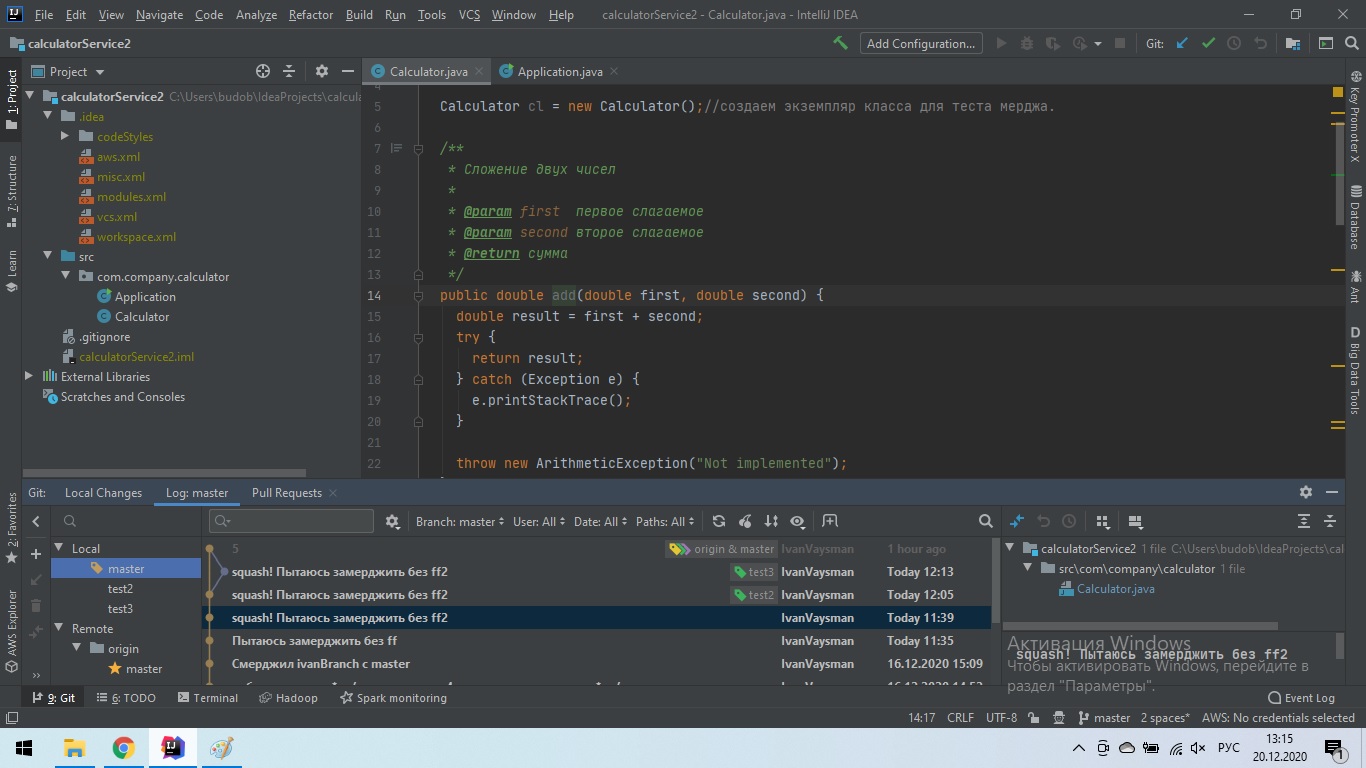 File Edit View Navigate Code Analyze Refactor Build Run Tools VCS Window Help calculatorService2 - Calculator.java - IntelliJ IDEA
calculatorService2 Add Configuration... Git:
1: Project
7: Structure
Learn
2: Favorites
AWS Explorer
Project
calculatorService2 C:\Users\budob\IdeaProjects\calcula
.idea
codeStyles
aws.xml
misc.xml
modules.xml
vcs.xml
workspace.xml
src
com.company.calculator
Application
Calculator
.gitignore
calculatorService2.iml
External Libraries
Scratches and Consoles
Calculator.java Application.java
4
5 Calculator cl = new Calculator();//создаем экземпляр класса для теста мерджа.
6
7 /**
8 * Сложение двух чисел
9 *
10 * @param first первое слагаемое
11 * @param second второе слагаемое
12 * @return сумма
13 */
14 public double add(double first, double second) {
15 double result = first + second;
16 try {
17 return result;
18 } catch (Exception e) {
19 e.printStackTrace();
20 }
21
22 throw new ArithmeticException("Not implemented");
Key Promoter X
Database
Ant
Big Data Tools
Git: Local Changes Log: master Pull Requests
Branch: master User: All Date: All Paths: All
Local
master
test2
test3
Remote
origin
master
5 origin & master IvanVaysman 1 hour ago
squash! Пытаюсь замерджить без ff2 test3 IvanVaysman Today 12:13
squash! Пытаюсь замерджить без ff2 test2 IvanVaysman Today 12:05
squash! Пытаюсь замерджить без ff2 IvanVaysman Today 11:39
Пытаюсь замерджить без ff IvanVaysman Today 11:35
Смерджил ivanBranch с master IvanVaysman 16.12.2020 15:09
calculatorService2 1 file C:\Users\budob\IdeaProjects\cal
src\com\company\calculator 1 file
Calculator.java
Активация Windows
squash! Пытаюсь замерджить без ff2
Чтобы активировать Windows, перейдите в
раздел "Параметры".
9: Git 6: TODO Terminal Hadoop Spark monitoring Event Log
14:17 CRLF UTF-8 master 2 spaces* AWS: No credentials selected
РУС 13:15
20.12.2020
1